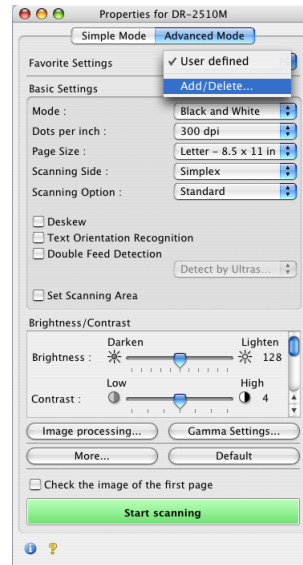 Properties for DR-2510M
Simple Mode Advanced Mode
Favorite Settings ✓ User defined
Add/Delete...
Basic Settings
Mode : Black and White
Dots per inch : 300 dpi
Page Size : Letter - 8.5 x 11 in
Scanning Side : Simplex
Scanning Option : Standard
Deskew
Text Orientation Recognition
Double Feed Detection
Detect by Ultras...
Set Scanning Area
Brightness/Contrast
Darken Lighten
Brightness : 128
Low High
Contrast : 4
Image processing... Gamma Settings...
More... Default
Check the image of the first page
Start scanning